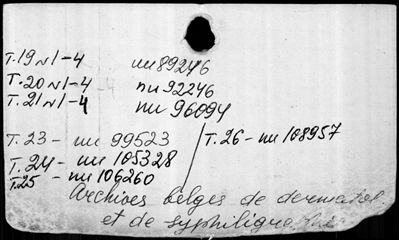 T.19 N 1-4 nu 89246
T.20 N 1-4 nu 92246
T.21 N 1-4 nu 96094
T.23 - nu 99523 T.26 - nu 108957
T.24 - nu 105328
T.25 - nu 106260
Archives belges de dermatol.
et de syphiligr